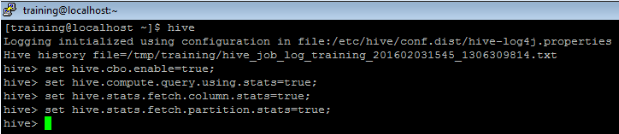 training@localhost:~
[training@localhost ~]$ hive
Logging initialized using configuration in file:/etc/hive/conf.dist/hive-log4j.properties
Hive history file=/tmp/training/hive_job_log_training_201602031545_1306309814.txt
hive> set hive.cbo.enable=true;
hive> set hive.compute.query.using.stats=true;
hive> set hive.stats.fetch.column.stats=true;
hive> set hive.stats.fetch.partition.stats=true;
hive>